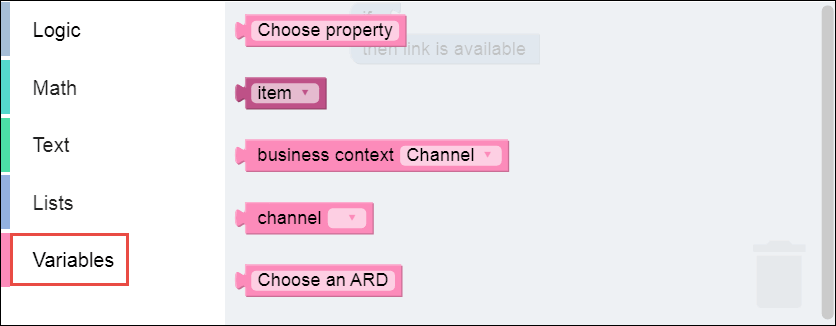 Logic
Math
Text
Lists
Variables
Choose property
then link is available
item
business context Channel
channel
Choose an ARD